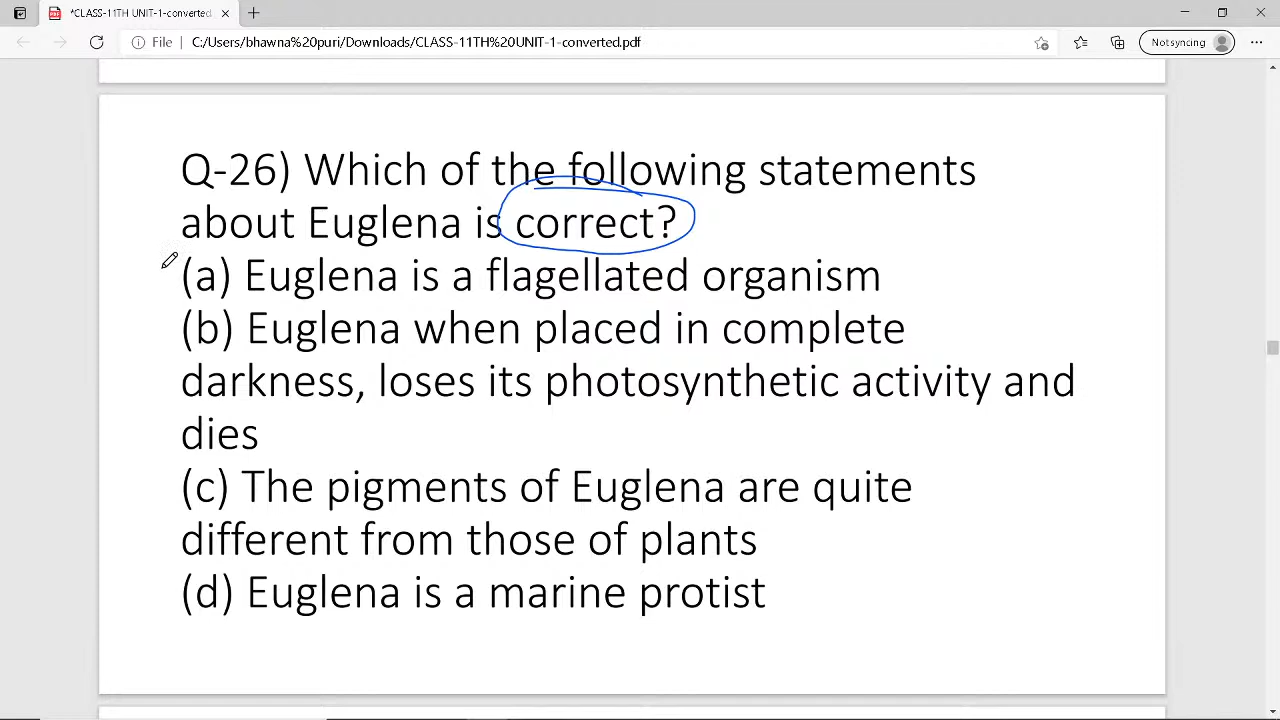 *CLASS-11TH UNIT-1-converted.
File C:/Users/bhawna%20puri/Downloads/CLASS-11TH%20UNIT-1-converted.pdf Not syncing
Q-26) Which of the following statements
about Euglena is correct?
(a) Euglena is a flagellated organism
(b) Euglena when placed in complete
darkness, loses its photosynthetic activity and
dies
(c) The pigments of Euglena are quite
different from those of plants
(d) Euglena is a marine protist